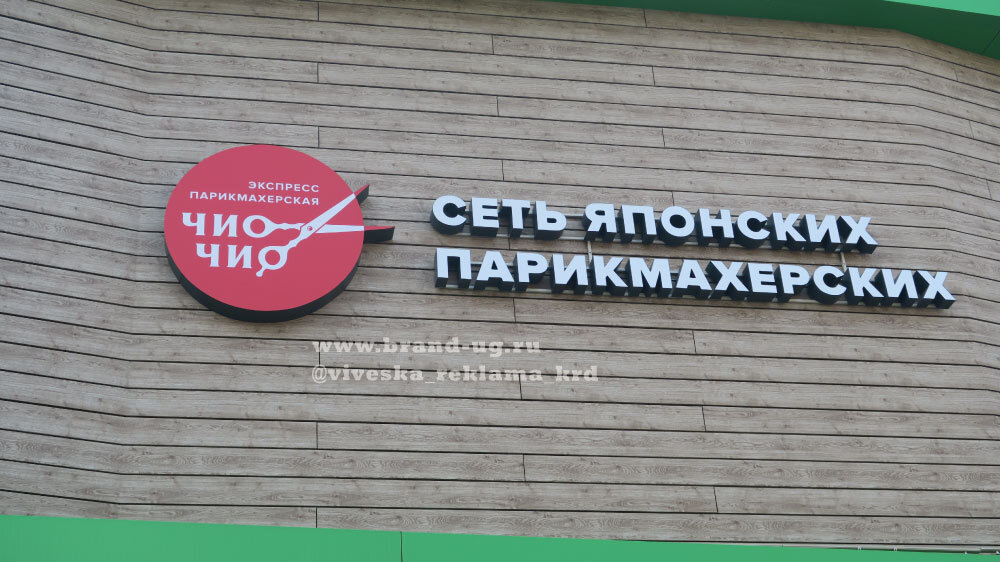 ЭКСПРЕСС
ПАРИКМАХЕРСКАЯ
ЧИО
ЧИО
СЕТЬ ЯПОНСКИХ
ПАРИКМАХЕРСКИХ
www.brand-ug.ru
@viveska_reklama_krd